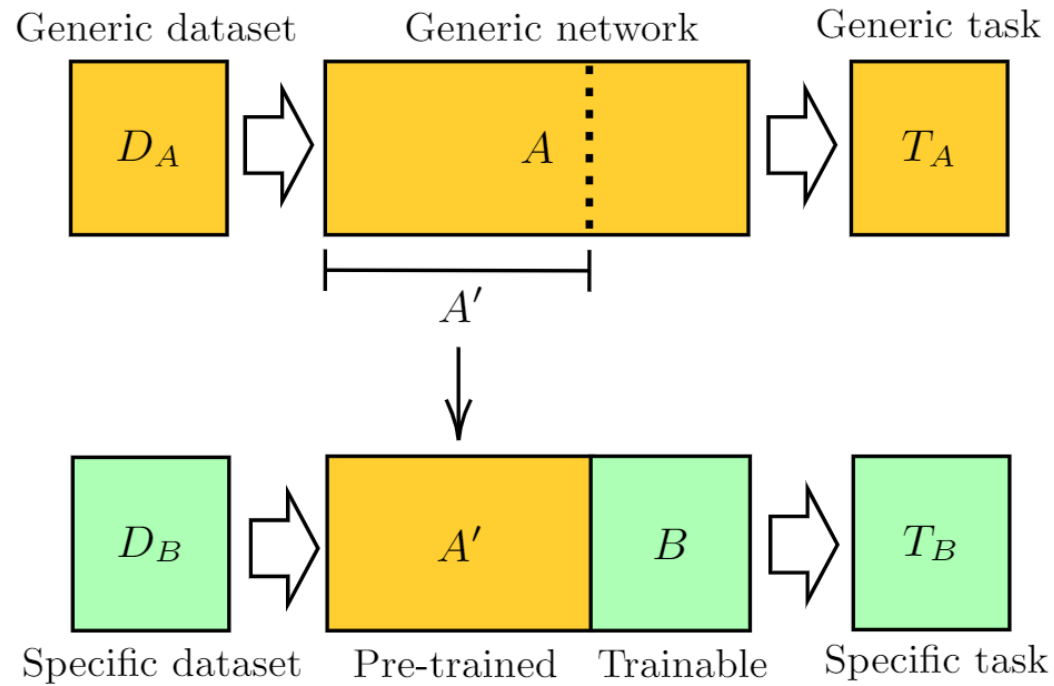 Generic dataset
Generic network
Generic task
D_A
A
T_A
A′
D_B
A′
B
T_B
Specific dataset
Pre-trained
Trainable
Specific task